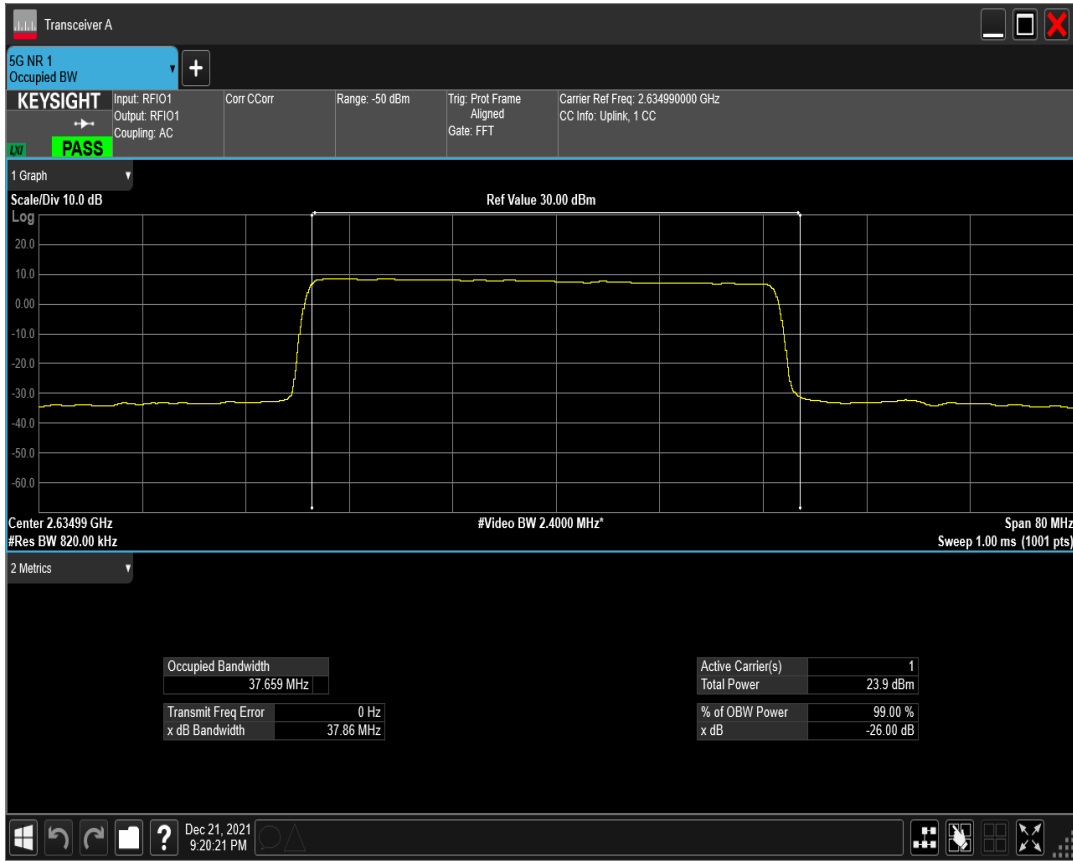 Transceiver A
5G NR 1
Occupied BW
KEYSIGHT
Input: RFIO1
Output: RFIO1
Coupling: AC
Corr CCorr
Range: -50 dBm
Trig: Prot Frame
Aligned
Gate: FFT
Carrier Ref Freq: 2.634990000 GHz
CC Info: Uplink, 1 CC
LXI
PASS
1 Graph
Scale/Div 10.0 dB
Ref Value 30.00 dBm
Log
20.0
10.0
0.00
-10.0
-20.0
-30.0
-40.0
-50.0
-60.0
Center 2.63499 GHz
#Video BW 2.4000 MHz*
Span 80 MHz
#Res BW 820.00 kHz
Sweep 1.00 ms (1001 pts)
2 Metrics
Occupied Bandwidth
37.659 MHz
Transmit Freq Error 0 Hz
x dB Bandwidth 37.86 MHz
Active Carrier(s) 1
Total Power 23.9 dBm
% of OBW Power 99.00 %
x dB -26.00 dB
?
Dec 21, 2021
9:20:21 PM